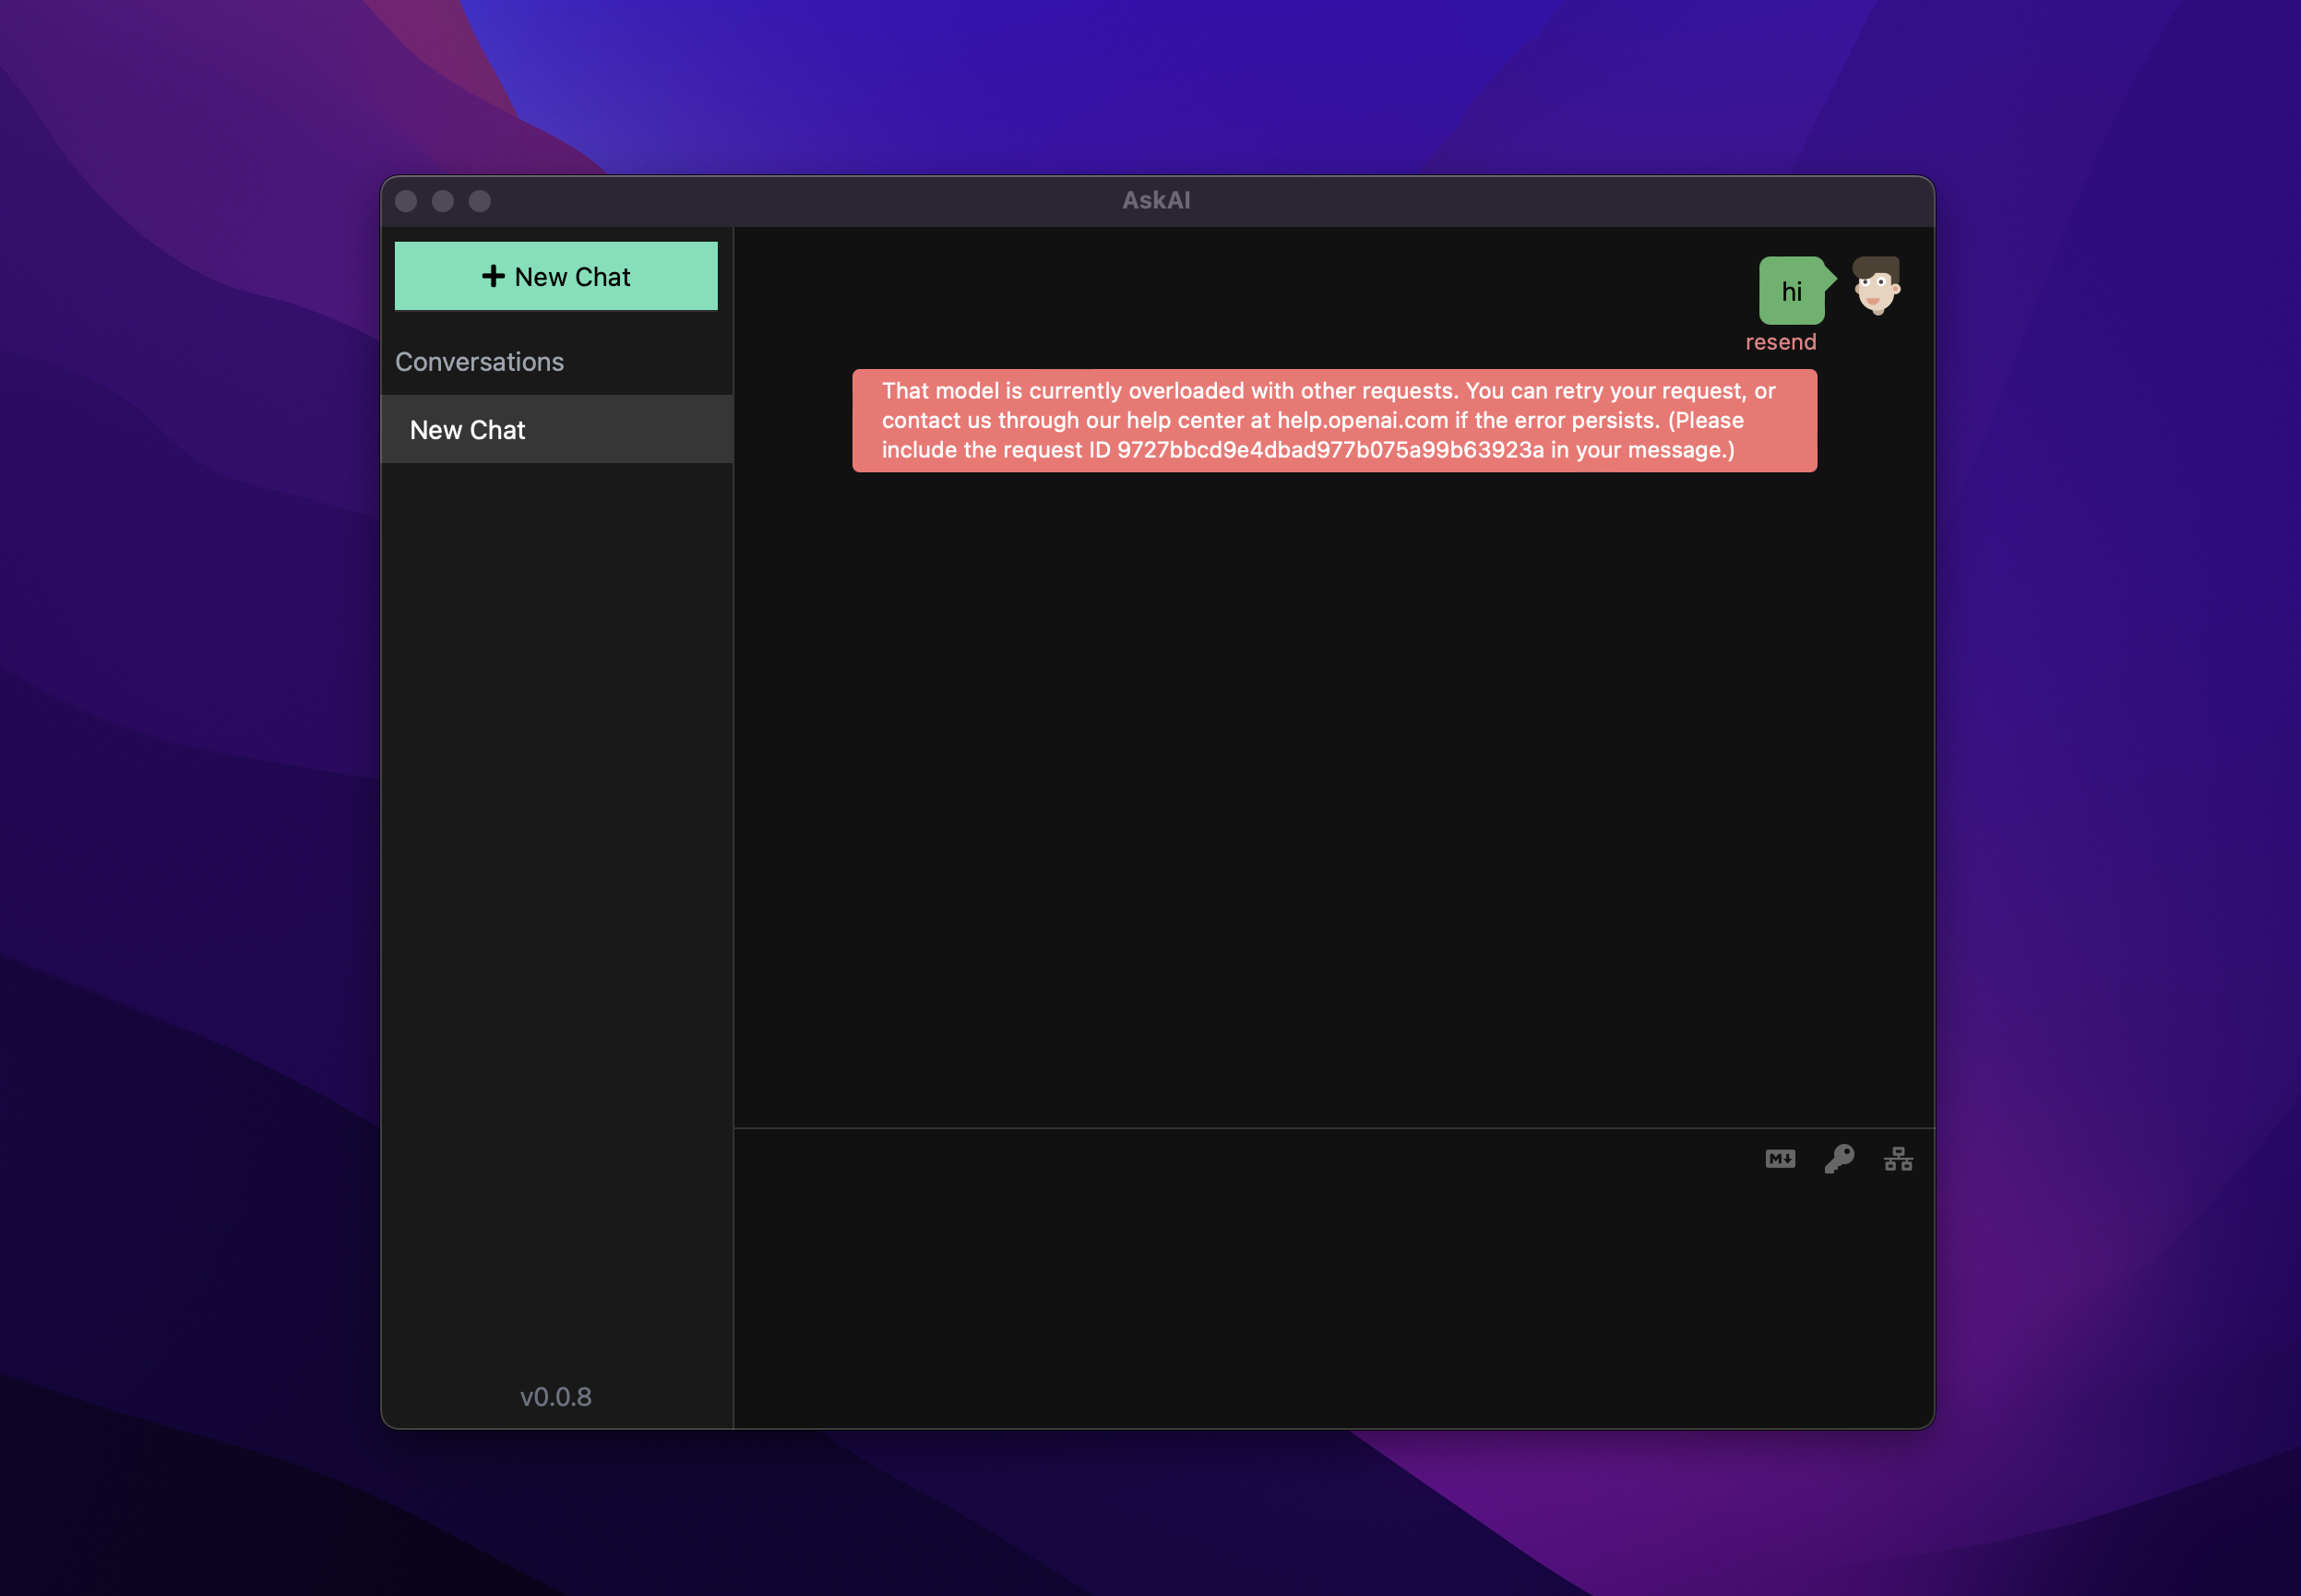 AskAI
New Chat
Conversations
New Chat
v0.0.8
hi
resend
That model is currently overloaded with other requests. You can retry your request, or
contact us through our help center at help.openai.com if the error persists. (Please
include the request ID 9727bbcd9e4dbad977b075a99b63923a in your message.)
M